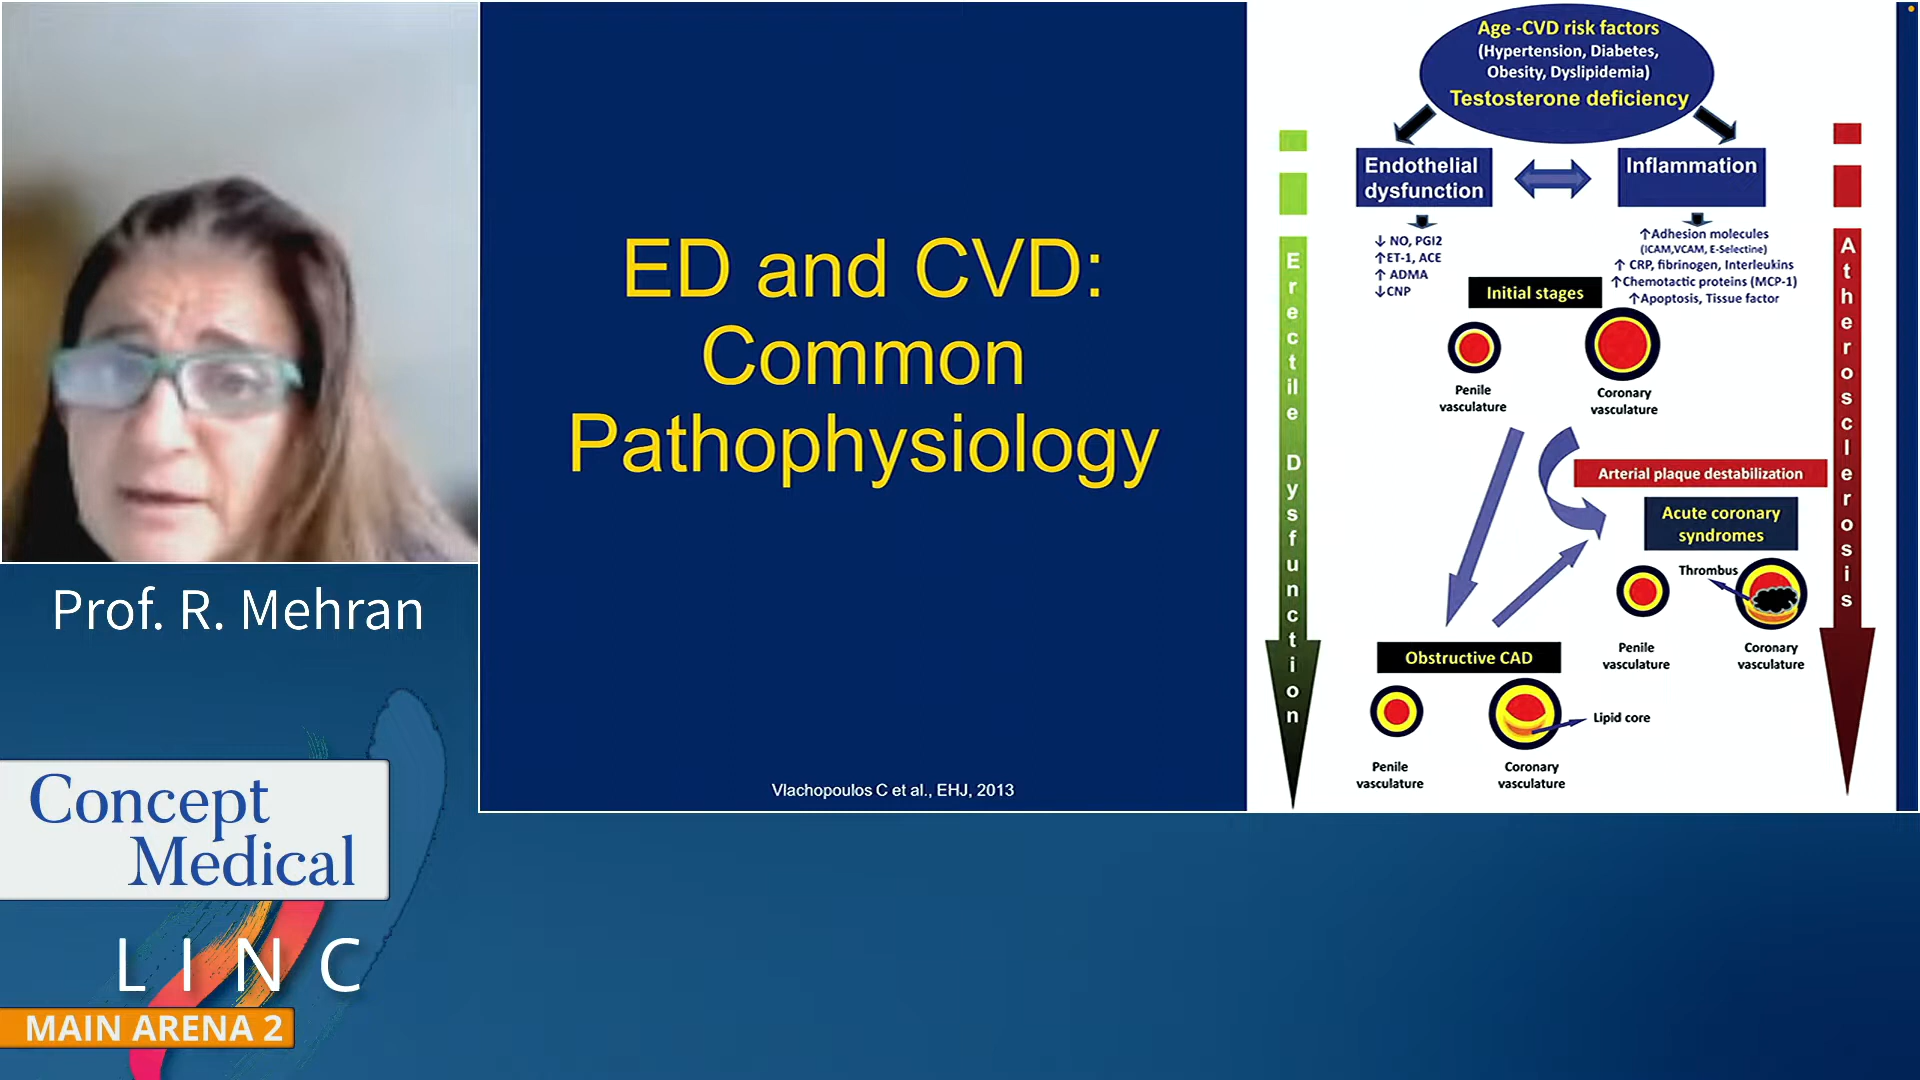 Prof. R. Mehran
Concept
Medical
LINC
MAIN ARENA 2
ED and CVD:
Common
Pathophysiology
Vlachopoulos C et al., EHJ, 2013
Age -CVD risk factors
(Hypertension, Diabetes,
Obesity, Dyslipidemia)
Testosterone deficiency
Endothelial
dysfunction
Inflammation
↓ NO, PGI2
↑ET-1, ACE
↑ ADMA
↓CNP
↑Adhesion molecules
(ICAM,VCAM, E-Selectine)
↑ CRP, fibrinogen, Interleukins
↑Chemotactic proteins (MCP-1)
↑Apoptosis, Tissue factor
Initial stages
Penile
vasculature
Coronary
vasculature
Arterial plaque destabilization
Acute coronary
syndromes
Thrombus
Penile
vasculature
Coronary
vasculature
Obstructive CAD
Lipid core
Penile
vasculature
Coronary
vasculature
Erectile Dysfunction
Atherosclerosis